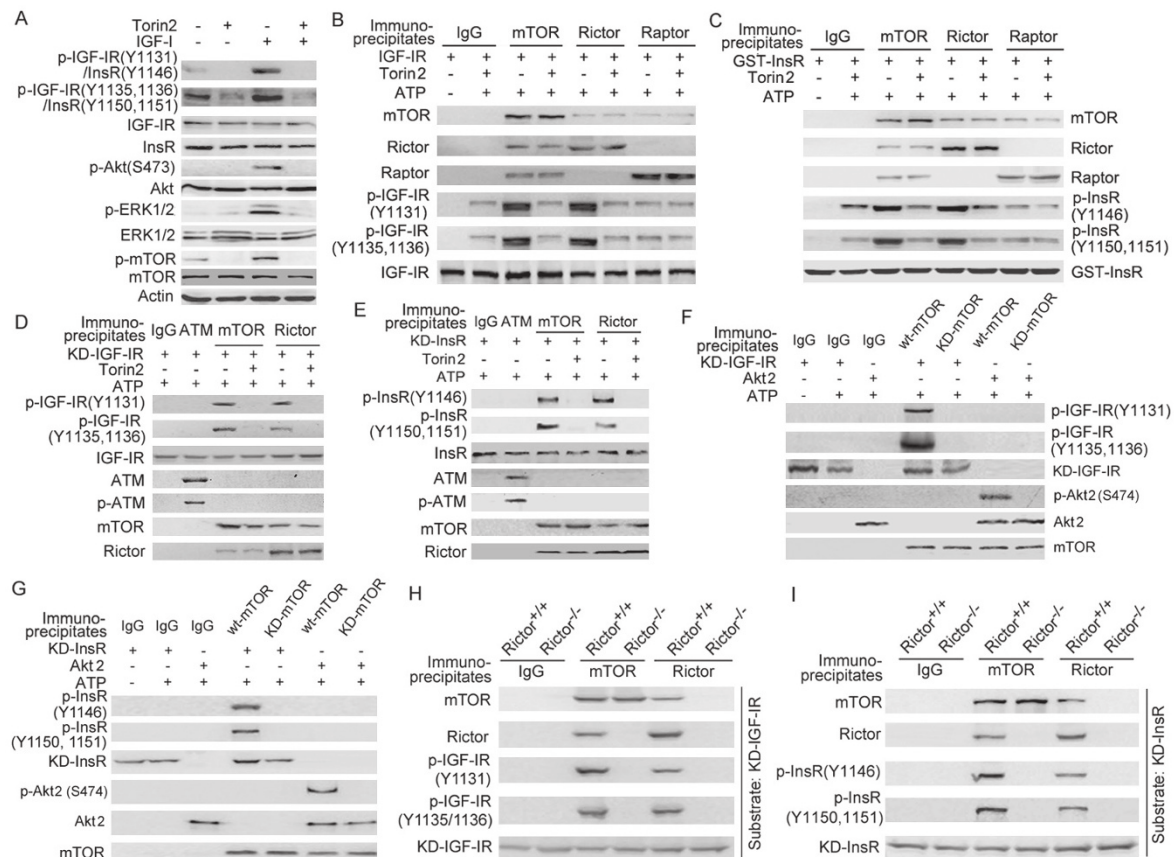 A
Torin2 - + - +
IGF-I - - + +
p-IGF-IR(Y1131)
/InsR(Y1146)
p-IGF-IR(Y1135,1136)
/InsR(Y1150,1151)
IGF-IR
InsR
p-Akt(S473)
Akt
p-ERK1/2
ERK1/2
p-mTOR
mTOR
Actin
B
Immuno-
precipitates
IgG mTOR Rictor Raptor
IGF-IR + + + + + + + +
Torin2 + + + +
ATP - + + + + + + +
mTOR
Rictor
Raptor
p-IGF-IR
(Y1131)
p-IGF-IR
(Y1135,1136)
IGF-IR
C
Immuno-
precipitates
IgG mTOR Rictor Raptor
GST-InsR + + + + + + + +
Torin2 + + + +
ATP - + + + + + + +
mTOR
Rictor
Raptor
p-InsR
(Y1146)
p-InsR
(Y1150,1151)
GST-InsR
D
Immuno-
precipitates
IgG ATM mTOR Rictor
KD-IGF-IR + + + + + +
Torin2 + +
ATP + + + + + +
p-IGF-IR(Y1131)
p-IGF-IR
(Y1135,1136)
IGF-IR
ATM
p-ATM
mTOR
Rictor
E
Immuno-
precipitates
IgG ATM mTOR Rictor
KD-InsR + + + + + +
Torin2 + +
ATP + + + + + +
p-InsR(Y1146)
p-InsR
(Y1150,1151)
InsR
ATM
p-ATM
mTOR
Rictor
F
Immuno-
precipitates
IgG IgG IgG wt-mTOR KD-mTOR wt-mTOR KD-mTOR
KD-IGF-IR + + + +
Akt2 + + +
ATP - + + + + + +
p-IGF-IR(Y1131)
p-IGF-IR
(Y1135,1136)
KD-IGF-IR
p-Akt2(S474)
Akt2
mTOR
G
Immuno-
precipitates
IgG IgG IgG wt-mTOR KD-mTOR wt-mTOR KD-mTOR
KD-InsR + + + +
Akt 2 + + +
ATP - + + + + + +
p-InsR
(Y1146)
p-InsR
(Y1150, 1151)
KD-InsR
p-Akt2 (S474)
Akt 2
mTOR
H
Rictor+/+ Rictor-/- Rictor+/+ Rictor-/- Rictor+/+ Rictor-/-
Immuno-
precipitates
IgG mTOR Rictor
mTOR
Rictor
p-IGF-IR
(Y1131)
p-IGF-IR
(Y1135/1136)
KD-IGF-IR
Substrate: KD-IGF-IR
I
Rictor+/+ Rictor-/- Rictor+/+ Rictor-/- Rictor+/+ Rictor-/-
Immuno-
precipitates
IgG mTOR Rictor
mTOR
Rictor
p-InsR(Y1146)
p-InsR
(Y1150,1151)
KD-InsR
Substrate: KD-InsR